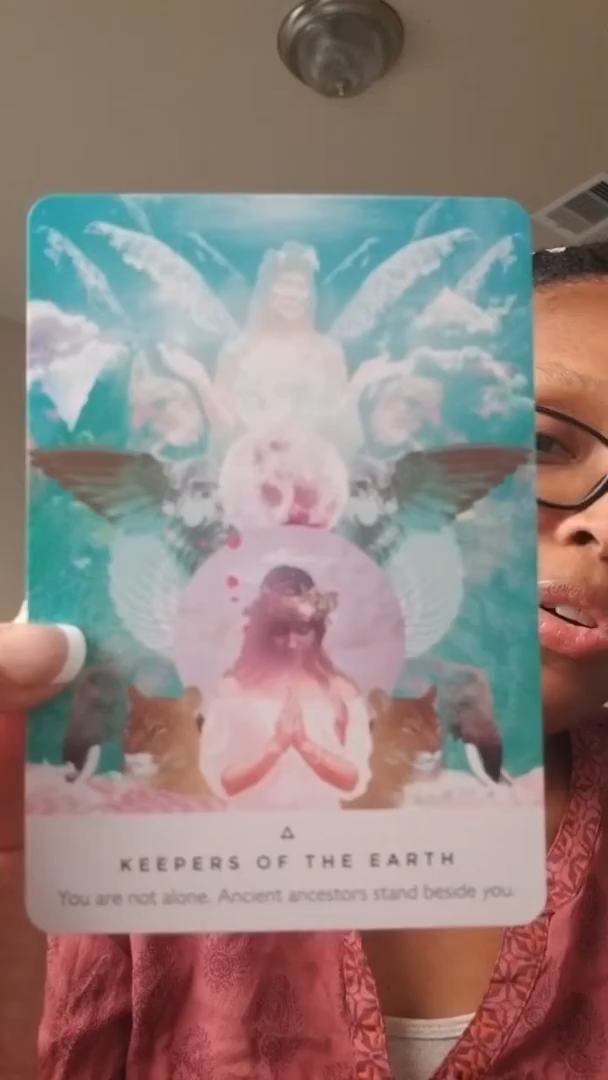 KEEPERS OF THE EARTH
You are not alone. Ancient ancestors stand beside you.